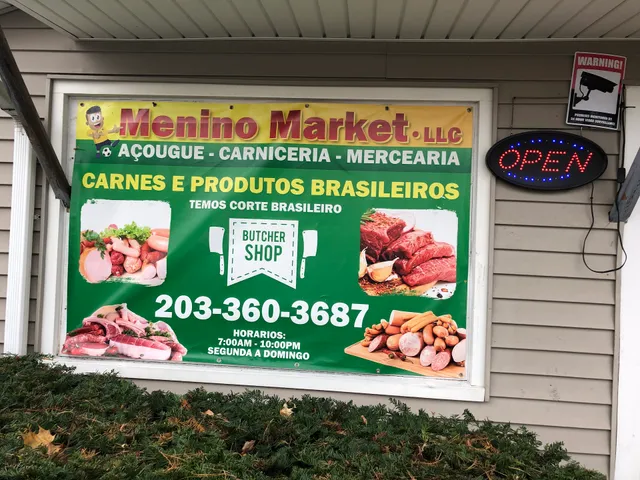 Menino Market.LLC
AÇOUGUE - CARNICERIA - MERCEARIA
CARNES E PRODUTOS BRASILEIROS
TEMOS CORTE BRASILEIRO
BUTCHER
SHOP
203-360-3687
HORARIOS:
7:00AM - 10:00PM
SEGUNDA A DOMINGO
WARNING!
OPEN